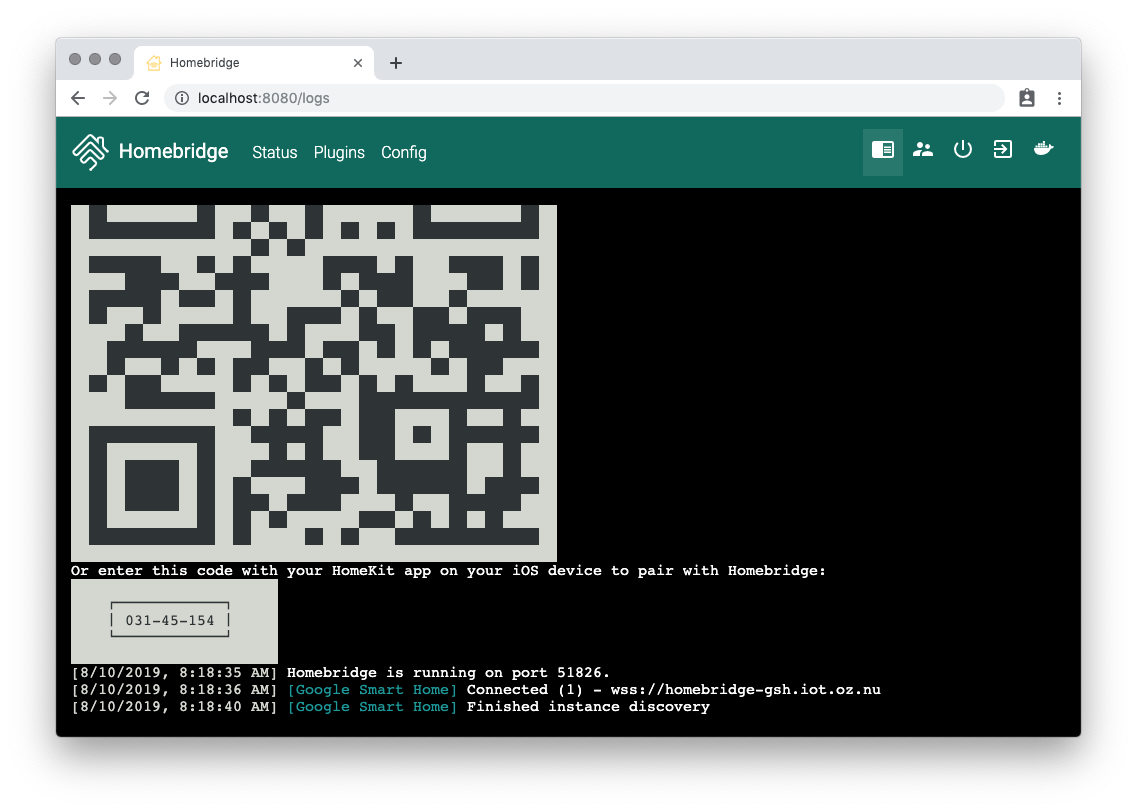 Homebridge
localhost:8080/logs
Homebridge Status Plugins Config
Or enter this code with your HomeKit app on your iOS device to pair with Homebridge:
031-45-154
[8/10/2019, 8:18:35 AM] Homebridge is running on port 51826.
[8/10/2019, 8:18:36 AM] [Google Smart Home] Connected (1) - wss://homebridge-gsh.iot.oz.nu
[8/10/2019, 8:18:40 AM] [Google Smart Home] Finished instance discovery